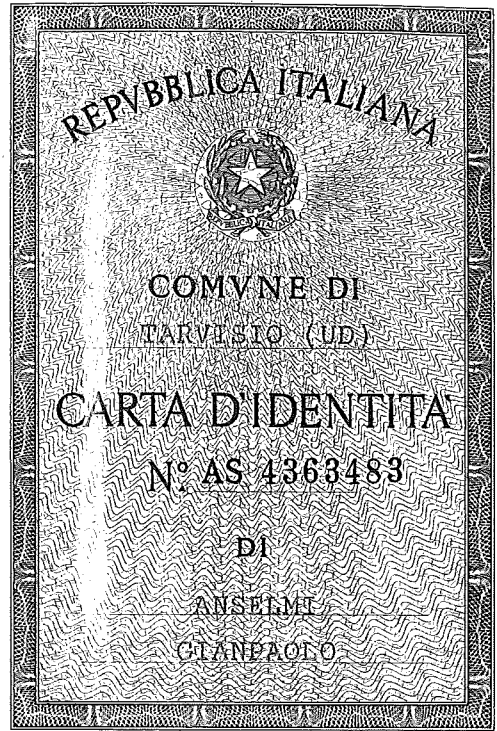 REPVBBLICA ITALIANA
COMVNE DI
TARVISIO (UD)
CARTA D'IDENTITA'
N° AS 4363483
DI
ANSELMI
GIANPAOLO